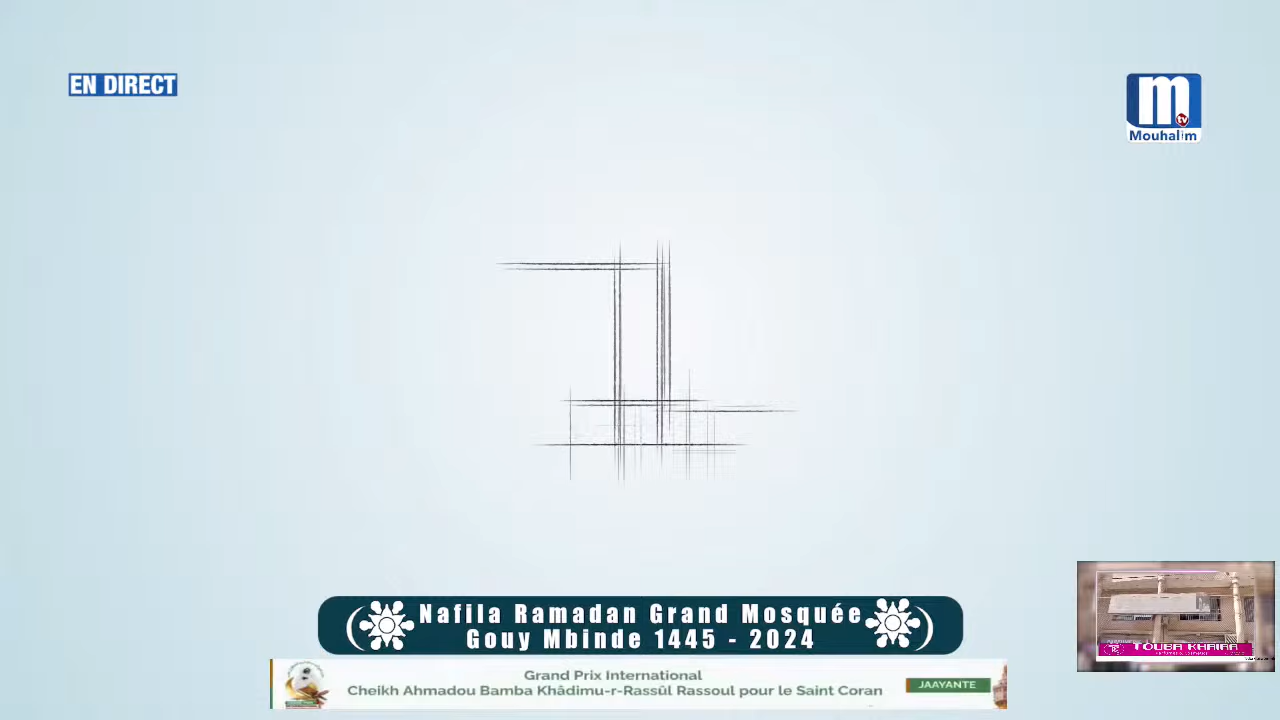 EN DIRECT
m
tv
Mouhalim
Nafila Ramadan Grand Mosquée
Gouy Mbinde 1445 - 2024
Grand Prix International
Cheikh Ahmadou Bamba Khâdimu-r-Rassûl Rassoul pour le Saint Coran
JAAYANTE
TOUBA KHAIRA